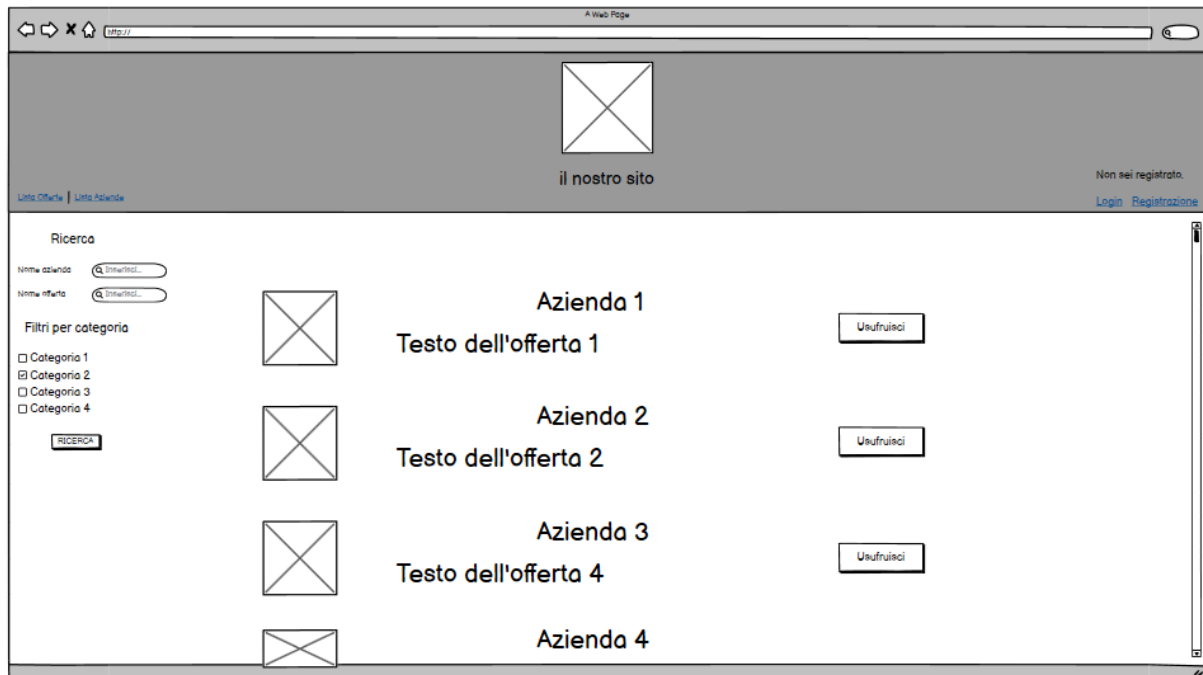 A Web Page
http://
il nostro sito
Non sei registrato.
Lista Offerte | Lista Aziende
Login Registrazione
Ricerca
Nome azienda Inserisci...
Nome offerta Inserisci...
Filtri per categoria
Categoria 1
Categoria 2
Categoria 3
Categoria 4
RICERCA
Azienda 1
Testo dell'offerta 1
Usufruisci
Azienda 2
Testo dell'offerta 2
Usufruisci
Azienda 3
Testo dell'offerta 4
Usufruisci
Azienda 4